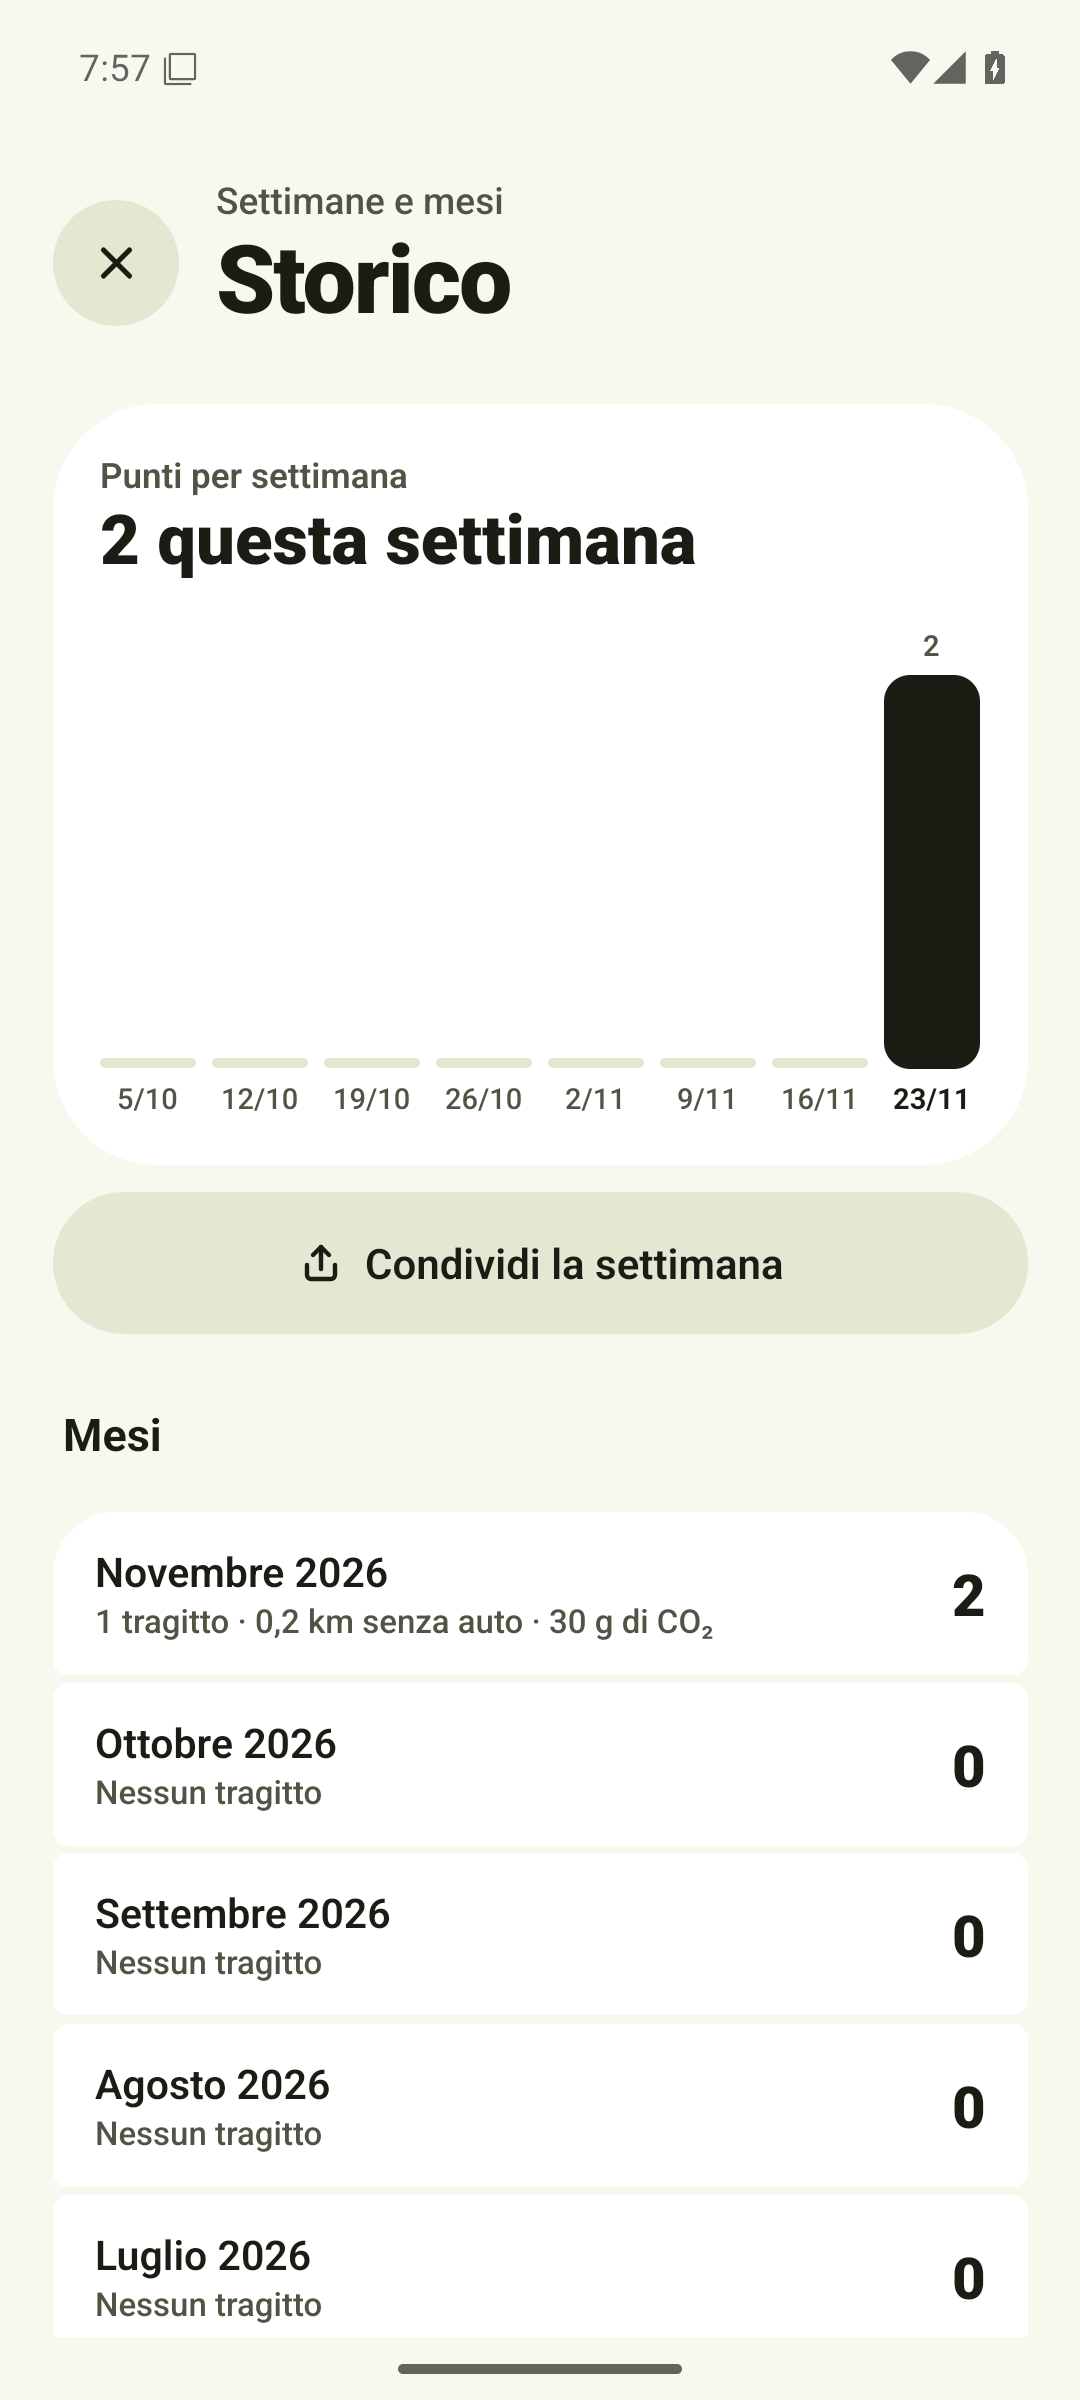 7:57
Settimane e mesi
Storico
Punti per settimana
2 questa settimana
2
5/10 12/10 19/10 26/10 2/11 9/11 16/11 23/11
Condividi la settimana
Mesi
Novembre 2026
1 tragitto · 0,2 km senza auto · 30 g di CO₂
2
Ottobre 2026
Nessun tragitto
0
Settembre 2026
Nessun tragitto
0
Agosto 2026
Nessun tragitto
0
Luglio 2026
Nessun tragitto
0